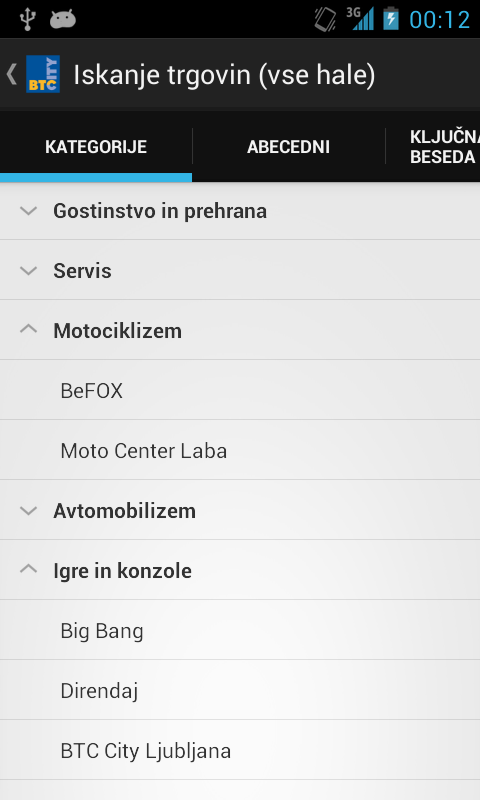 3G
00:12
BTC
CITY
Iskanje trgovin (vse hale)
KATEGORIJE
ABECEDNI
KLJUČNA
BESEDA
Gostinstvo in prehrana
Servis
Motociklizem
BeFOX
Moto Center Laba
Avtomobilizem
Igre in konzole
Big Bang
Direndaj
BTC City Ljubljana